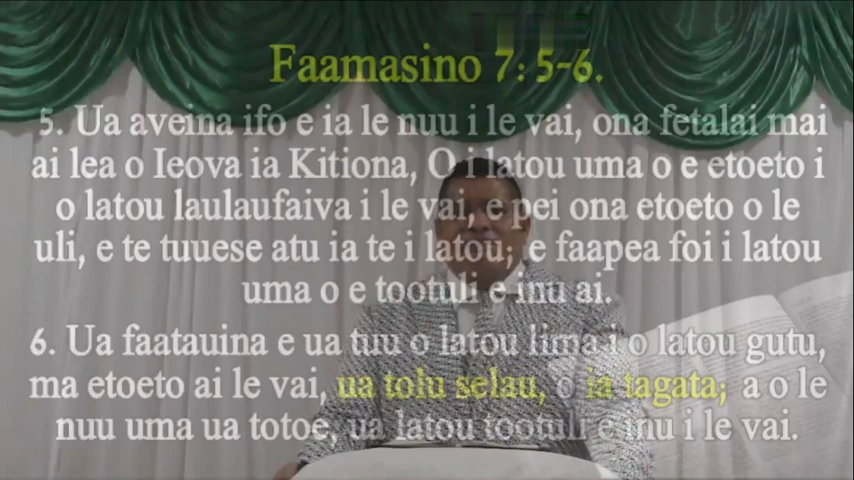 Faamasino 7: 5-6.
5. Ua aveina ifo e ia le nuu i le vai, ona fetalai mai
ai lea o Ieova ia Kitiona, O i latou uma o e etoeto i
o latou laulaufaiva i le vai, e pei ona etoeto o le
uli, e te tuuese atu ia te i latou; e faapea foi i latou
uma o e tootuli e inu ai.
6. Ua faatauina e ua tuu o latou lima i o latou gutu,
ma etoeto ai le vai, ua tolu selau, o ia tagata; a o le
nuu uma ua totoe, ua latou tootuli e inu i le vai.